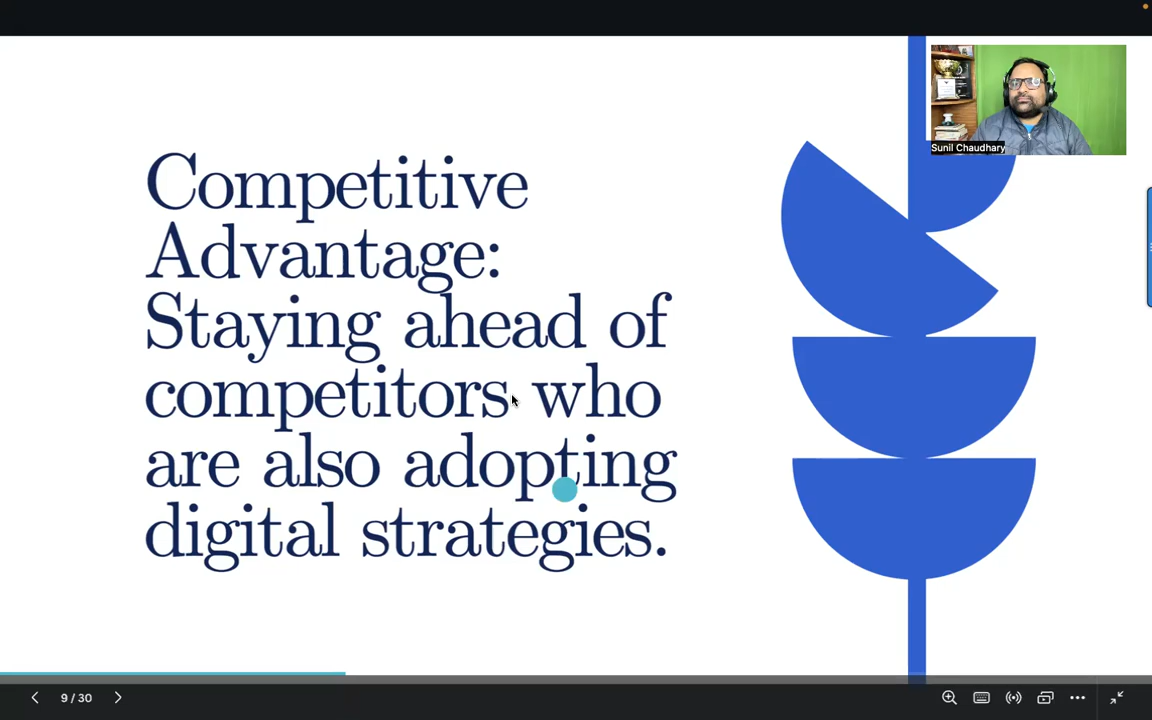 Competitive
Advantage:
Staying ahead of
competitors who
are also adopting
digital strategies.
Sunil Chaudhary
9 / 30